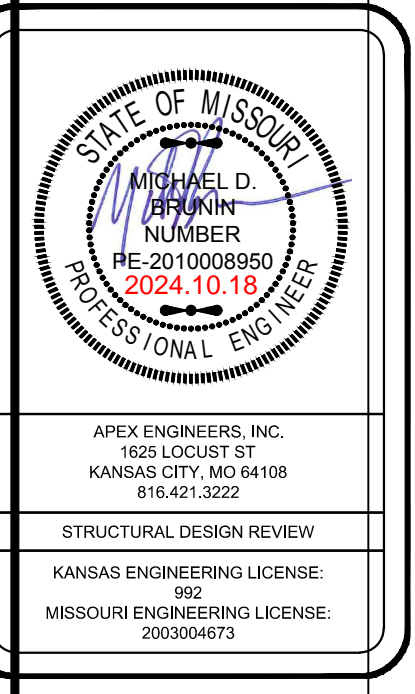 STATE OF MISSOURI
MICHAEL D.
BRUNIN
NUMBER
PE-2010008950
2024.10.18
PROFESSIONAL ENGINEER
APEX ENGINEERS, INC.
1625 LOCUST ST
KANSAS CITY, MO 64108
816.421.3222
STRUCTURAL DESIGN REVIEW
KANSAS ENGINEERING LICENSE:
992
MISSOURI ENGINEERING LICENSE:
2003004673